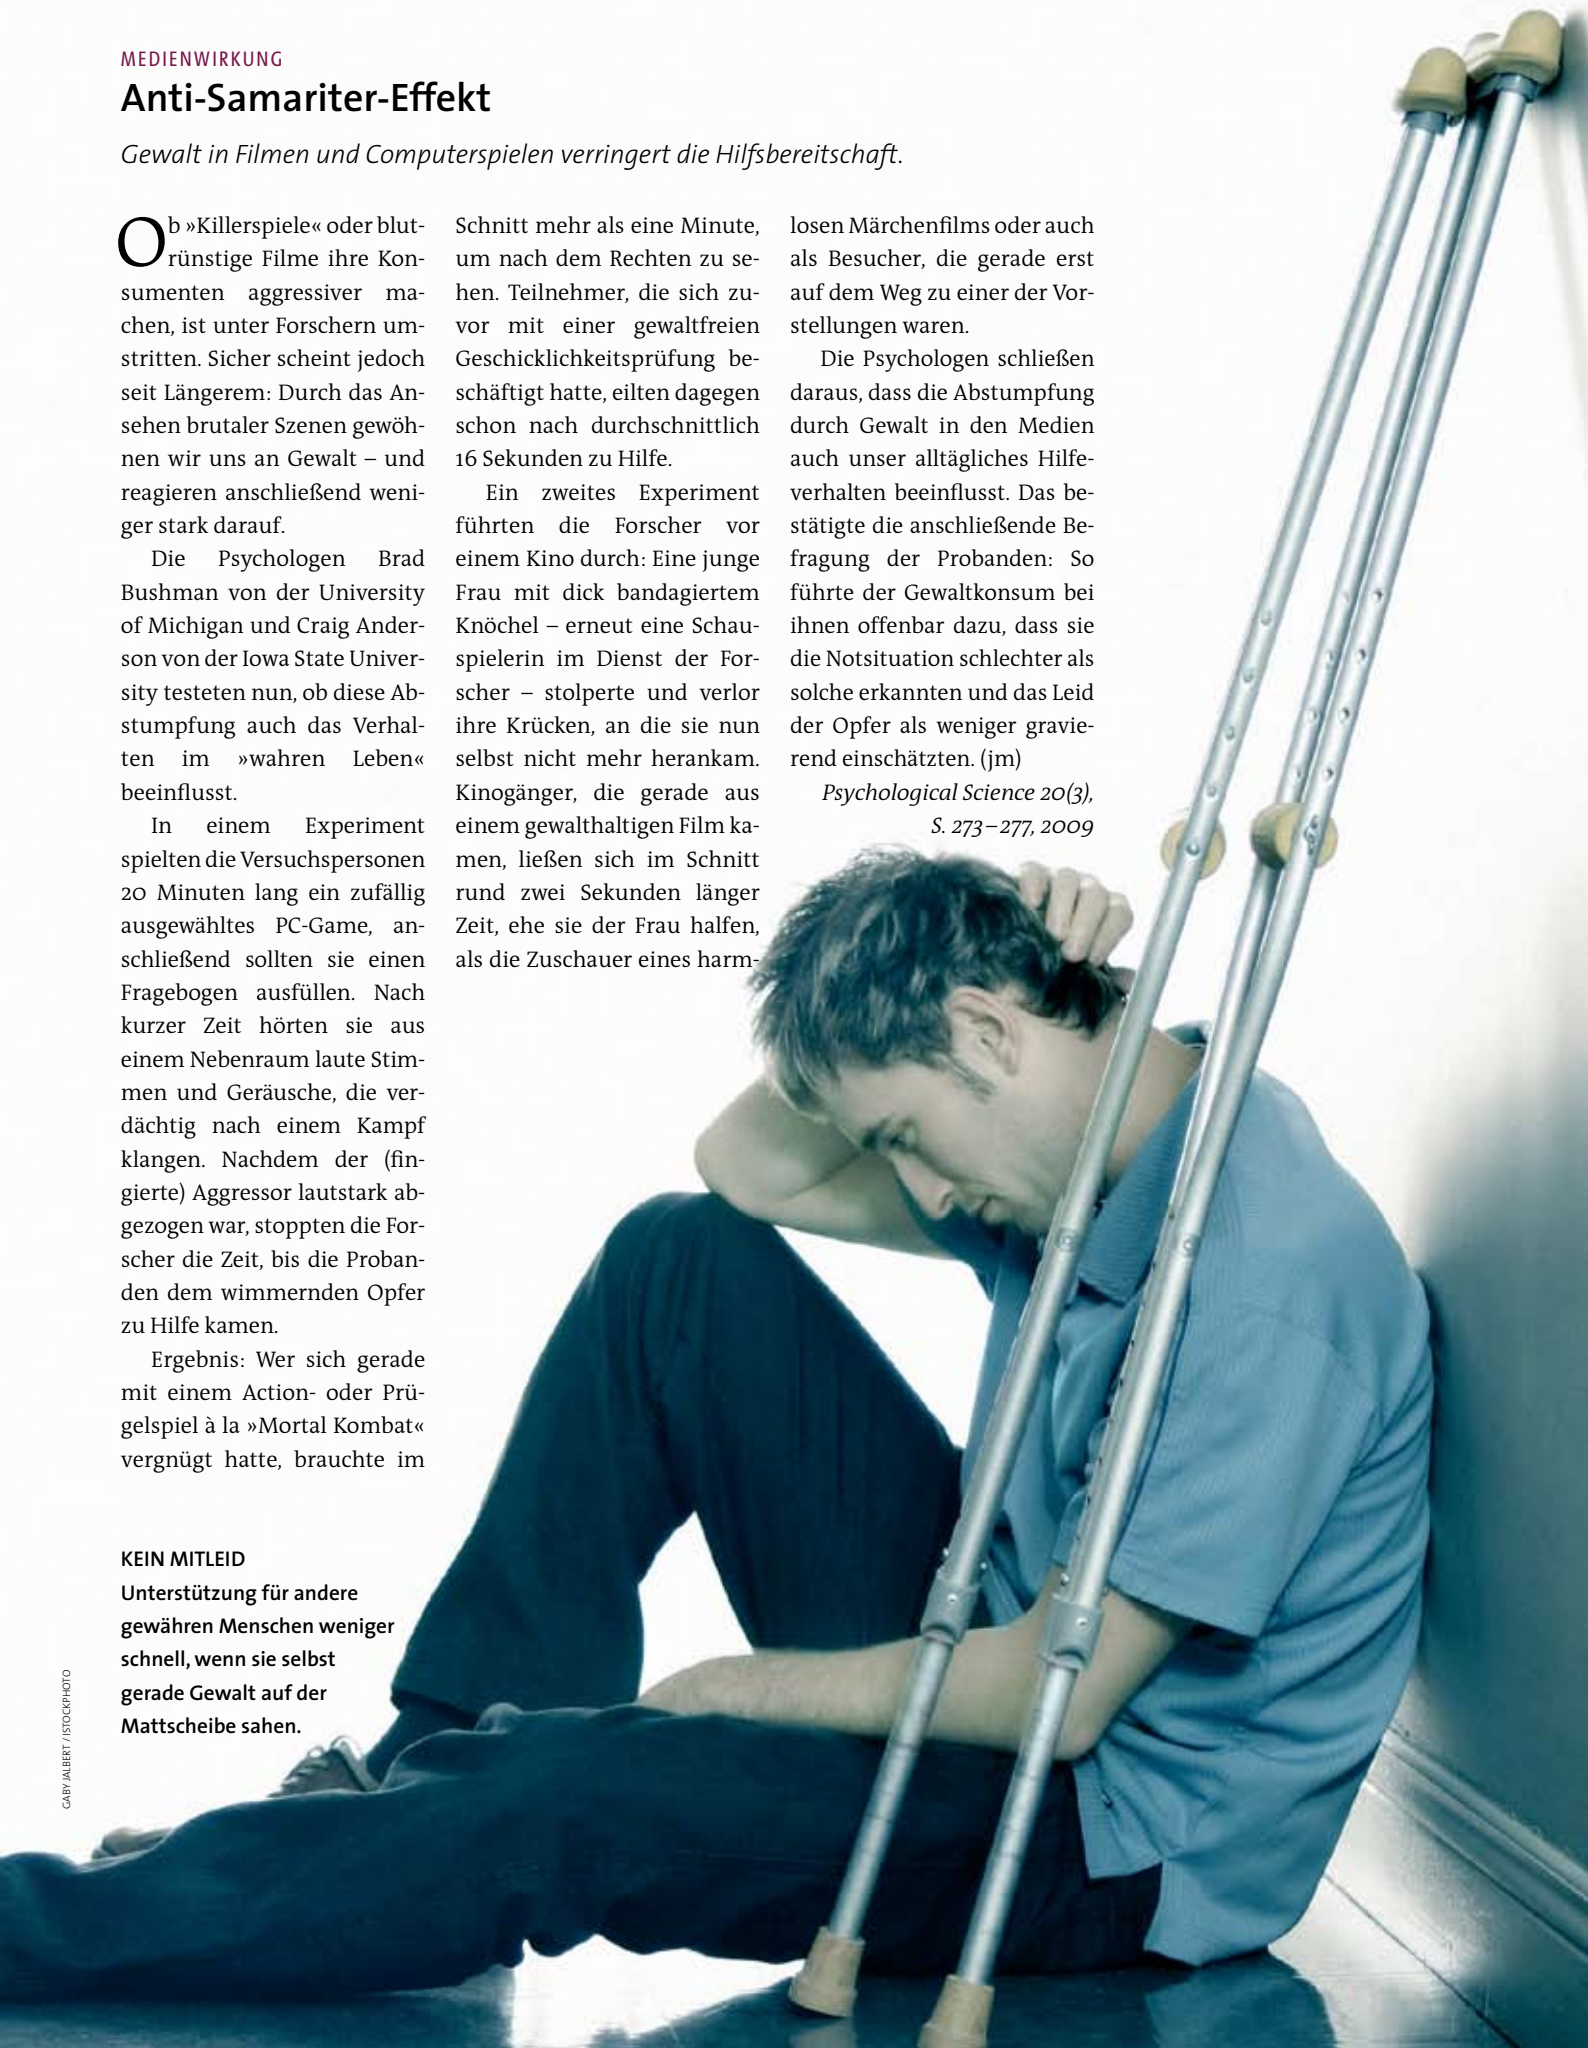 MEDIENWIRKUNG
Anti-Samariter-Effekt
Gewalt in Filmen und Computerspielen verringert die Hilfsbereitschaft.
Ob »Killerspiele« oder blut-
rünstige Filme ihre Kon-
sumenten aggressiver ma-
chen, ist unter Forschern um-
stritten. Sicher scheint jedoch
seit Längerem: Durch das An-
sehen brutaler Szenen gewöh-
nen wir uns an Gewalt – und
reagieren anschließend weni-
ger stark darauf.
Die Psychologen Brad
Bushman von der University
of Michigan und Craig Ander-
son von der Iowa State Univer-
sity testeten nun, ob diese Ab-
stumpfung auch das Verhal-
ten im »wahren Leben«
beeinflusst.
In einem Experiment
spielten die Versuchspersonen
20 Minuten lang ein zufällig
ausgewähltes PC-Game, an-
schließend sollten sie einen
Fragebogen ausfüllen. Nach
kurzer Zeit hörten sie aus
einem Nebenraum laute Stim-
men und Geräusche, die ver-
dächtig nach einem Kampf
klangen. Nachdem der (fin-
gierte) Aggressor lautstark ab-
gezogen war, stoppten die For-
scher die Zeit, bis die Proban-
den dem wimmernden Opfer
zu Hilfe kamen.
Ergebnis: Wer sich gerade
mit einem Action- oder Prü-
gelspiel à la »Mortal Kombat«
vergnügt hatte, brauchte im
Schnitt mehr als eine Minute,
um nach dem Rechten zu se-
hen. Teilnehmer, die sich zu-
vor mit einer gewaltfreien
Geschicklichkeitsprüfung be-
schäftigt hatte, eilten dagegen
schon nach durchschnittlich
16 Sekunden zu Hilfe.
Ein zweites Experiment
führten die Forscher vor
einem Kino durch: Eine junge
Frau mit dick bandagiertem
Knöchel – erneut eine Schau-
spielerin im Dienst der For-
scher – stolperte und verlor
ihre Krücken, an die sie nun
selbst nicht mehr herankam.
Kinogänger, die gerade aus
einem gewalthaltigen Film ka-
men, ließen sich im Schnitt
rund zwei Sekunden länger
Zeit, ehe sie der Frau halfen,
als die Zuschauer eines harm-
losen Märchenfilms oder auch
als Besucher, die gerade erst
auf dem Weg zu einer der Vor-
stellungen waren.
Die Psychologen schließen
daraus, dass die Abstumpfung
durch Gewalt in den Medien
auch unser alltägliches Hilfe-
verhalten beeinflusst. Das be-
stätigte die anschließende Be-
fragung der Probanden: So
führte der Gewaltkonsum bei
ihnen offenbar dazu, dass sie
die Notsituation schlechter als
solche erkannten und das Leid
der Opfer als weniger gravie-
rend einschätzten. (jm)
Psychological Science 20(3),
S. 273–277, 2009
KEIN MITLEID
Unterstützung für andere
gewähren Menschen weniger
schnell, wenn sie selbst
gerade Gewalt auf der
Mattscheibe sahen.
GABY JALBERT / ISTOCKPHOTO